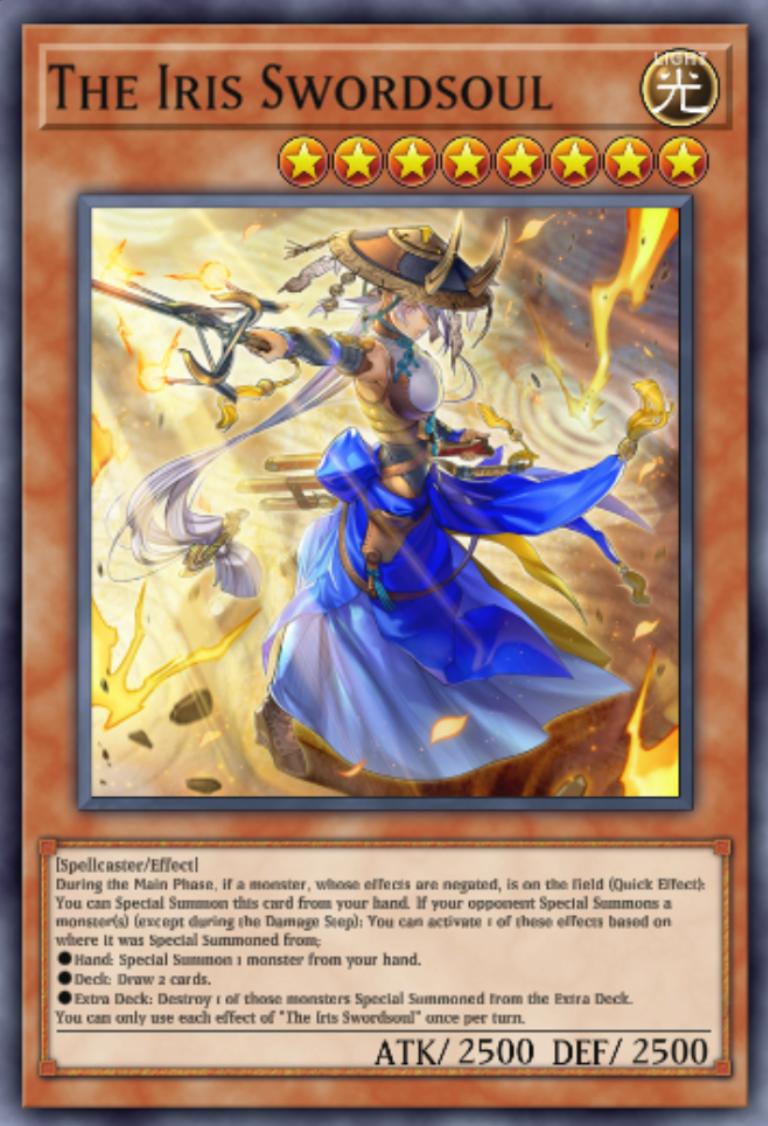 The Iris Swordsoul
LIGHT
光
[Spellcaster/Effect]
During the Main Phase, if a monster, whose effects are negated, is on the field (Quick Effect):
You can Special Summon this card from your hand. If your opponent Special Summons a
monster(s) (except during the Damage Step): You can activate 1 of these effects based on
where it was Special Summoned from;
●Hand: Special Summon 1 monster from your hand.
●Deck: Draw 2 cards.
●Extra Deck: Destroy 1 of those monsters Special Summoned from the Extra Deck.
You can only use each effect of "The Iris Swordsoul" once per turn.
ATK/ 2500 DEF/ 2500